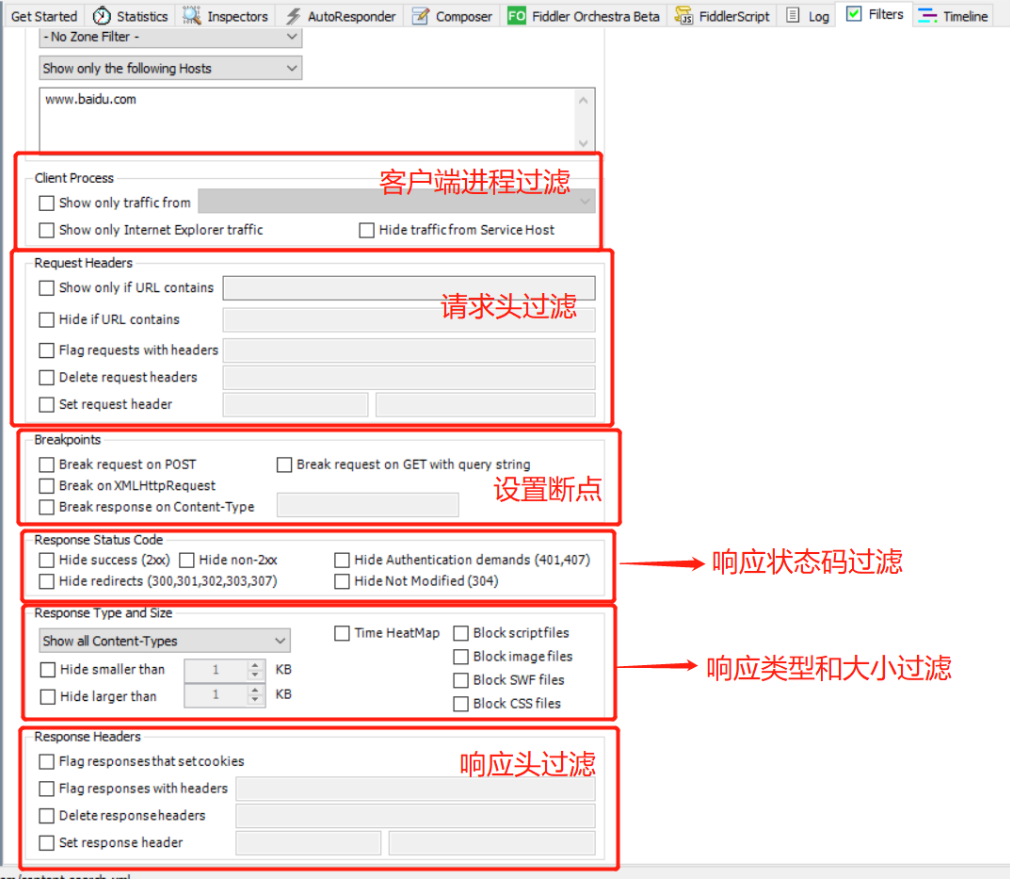 Get Started Statistics Inspectors AutoResponder Composer FO Fiddler Orchestra Beta FiddlerScript Log Filters Timeline
- No Zone Filter -
Show only the following Hosts
www.baidu.com
Client Process
客户端进程过滤
Show only traffic from
Show only Internet Explorer traffic Hide traffic from Service Host
Request Headers
Show only if URL contains
请求头过滤
Hide if URL contains
Flag requests with headers
Delete request headers
Set request header
Breakpoints
Break request on POST Break request on GET with query string
Break on XMLHttpRequest
设置断点
Break response on Content-Type
Response Status Code
Hide success (2xx) Hide non-2xx Hide Authentication demands (401,407)
响应状态码过滤
Hide redirects (300,301,302,303,307) Hide Not Modified (304)
Response Type and Size
Show all Content-Types Time HeatMap Block script files
Block image files
Hide smaller than 1 KB
响应类型和大小过滤
Block SWF files
Hide larger than 1 KB
Block CSS files
Response Headers
Flag responses that set cookies
响应头过滤
Flag responses with headers
Delete response headers
Set response header